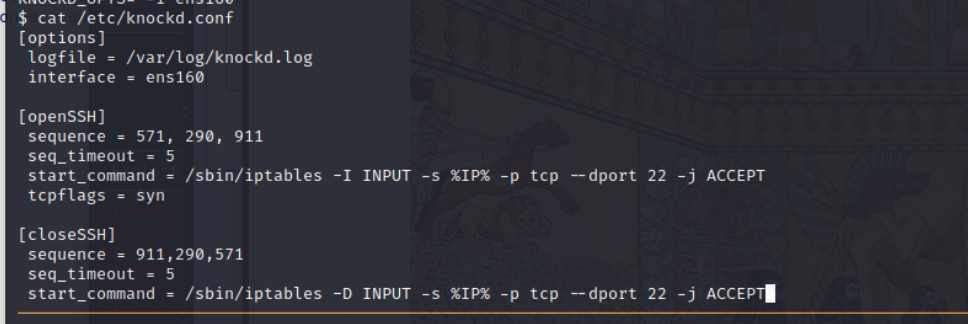 KNOCKD_OPTS="-i ens160"
$ cat /etc/knockd.conf
[options]
logfile = /var/log/knockd.log
interface = ens160
[openSSH]
sequence = 571, 290, 911
seq_timeout = 5
start_command = /sbin/iptables -I INPUT -s %IP% -p tcp --dport 22 -j ACCEPT
tcpflags = syn
[closeSSH]
sequence = 911,290,571
seq_timeout = 5
start_command = /sbin/iptables -D INPUT -s %IP% -p tcp --dport 22 -j ACCEPT